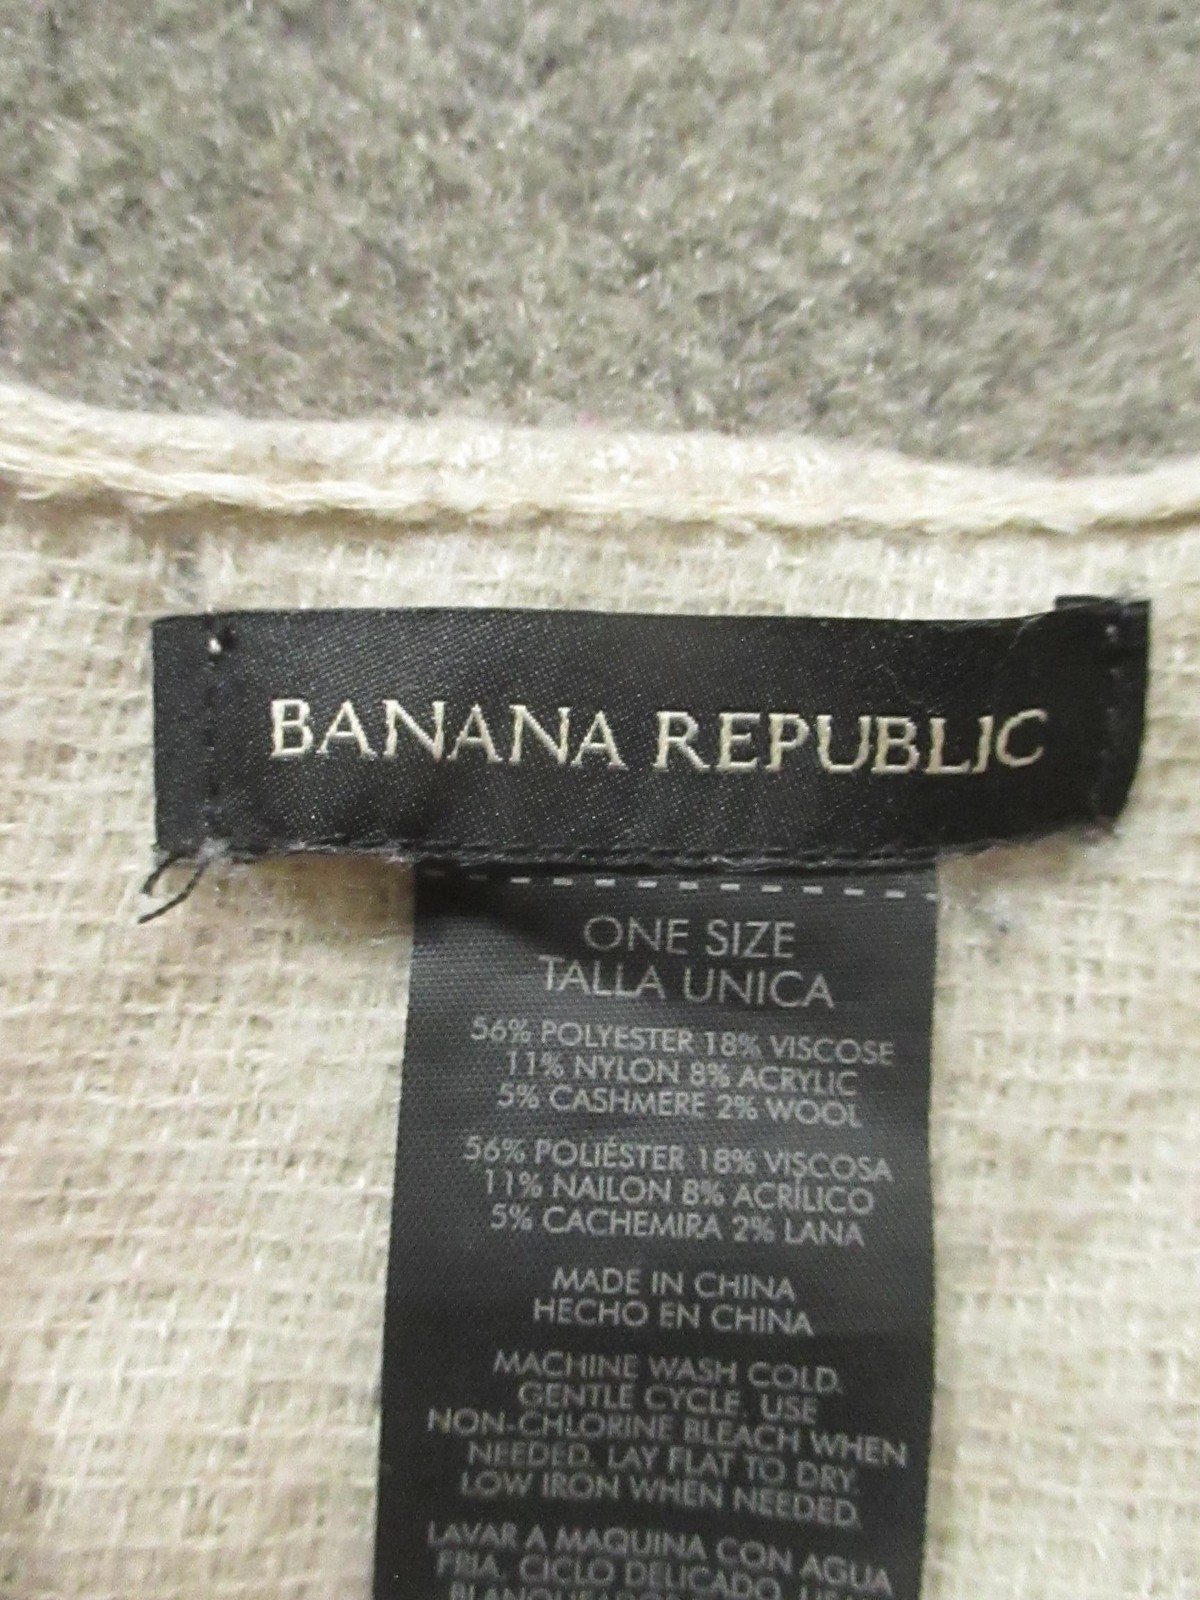 BANANA REPUBLIC
ONE SIZE
TALLA UNICA
56% POLYESTER 18% VISCOSE
11% NYLON 8% ACRYLIC
5% CASHMERE 2% WOOL
56% POLIÉSTER 18% VISCOSA
11% NAILON 8% ACRÍLICO
5% CACHEMIRA 2% LANA
MADE IN CHINA
HECHO EN CHINA
MACHINE WASH COLD.
GENTLE CYCLE. USE
NON-CHLORINE BLEACH WHEN
NEEDED. LAY FLAT TO DRY.
LOW IRON WHEN NEEDED.
LAVAR A MAQUINA CON AGUA
FRIA. CICLO DELICADO.